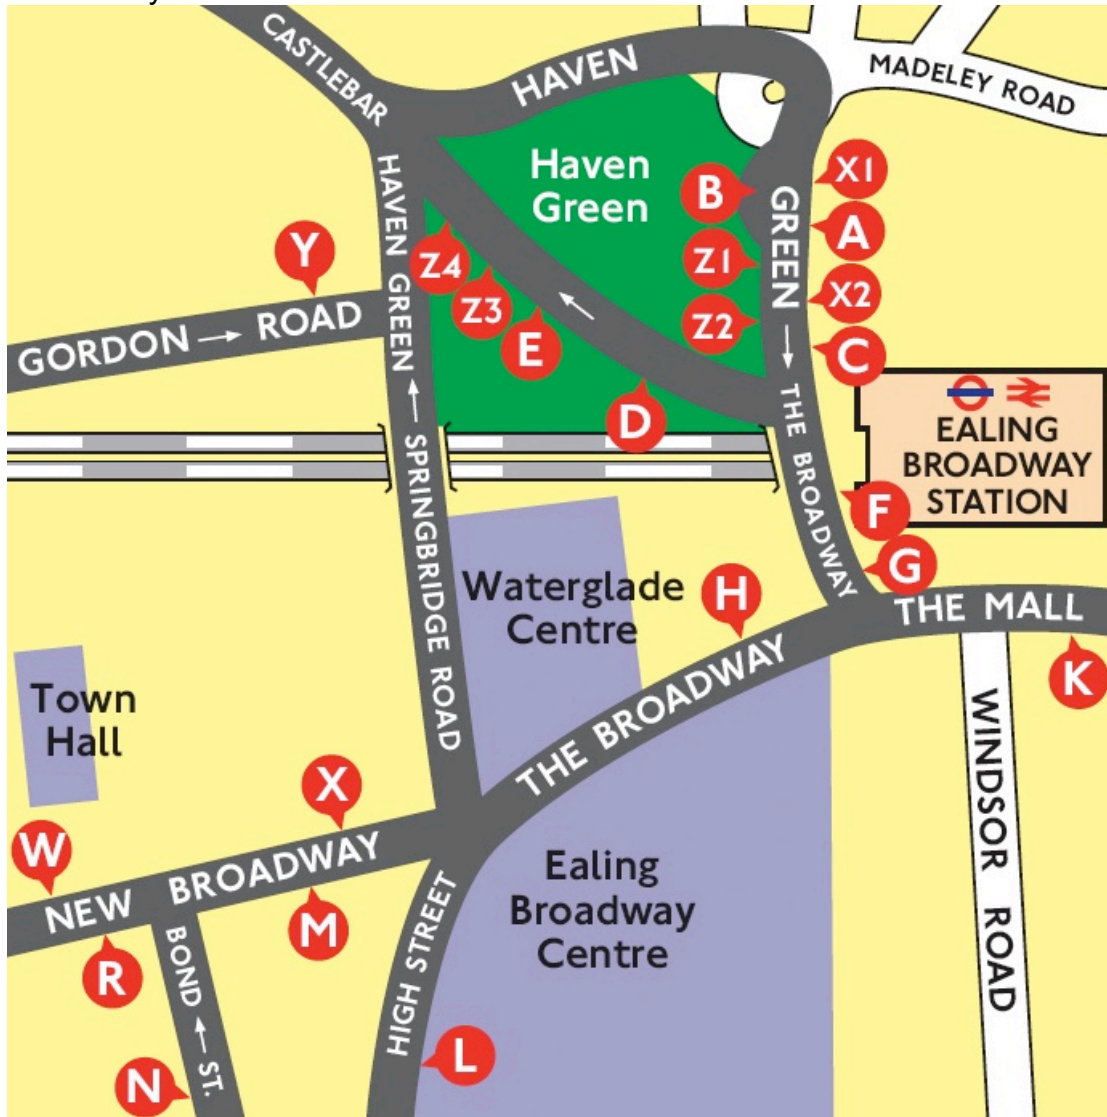 CASTLEBAR
HAVEN
MADELEY ROAD
Haven
Green
HAVEN GREEN
B
X1
GREEN
A
Y
Z4
Z1
Z3
X2
Z2
E
C
GORDON → ROAD
D
THE BROADWAY
EALING
BROADWAY
STATION
SPRINGBRIDGE ROAD
F
G
Waterglade
Centre
H
THE MALL
K
Town
Hall
THE BROADWAY
WINDSOR ROAD
X
W
NEW BROADWAY
M
Ealing
Broadway
Centre
R
BOND ← ST.
HIGH STREET
L
N